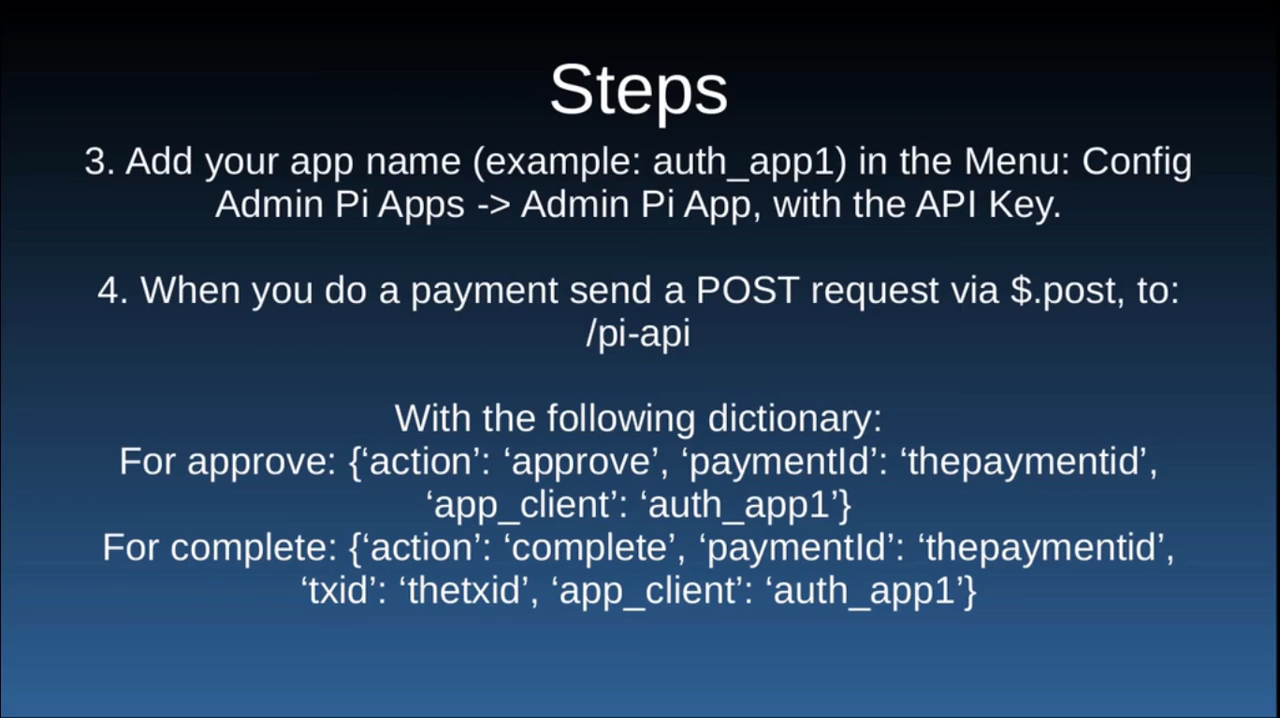 Steps
3. Add your app name (example: auth_app1) in the Menu: Config
Admin Pi Apps -> Admin Pi App, with the API Key.
4. When you do a payment send a POST request via $.post, to:
/pi-api
With the following dictionary:
For approve: {‘action’: ‘approve’, ‘paymentId’: ‘thepaymentid’,
‘app_client’: ‘auth_app1’}
For complete: {‘action’: ‘complete’, ‘paymentId’: ‘thepaymentid’,
‘txid’: ‘thetxid’, ‘app_client’: ‘auth_app1’}